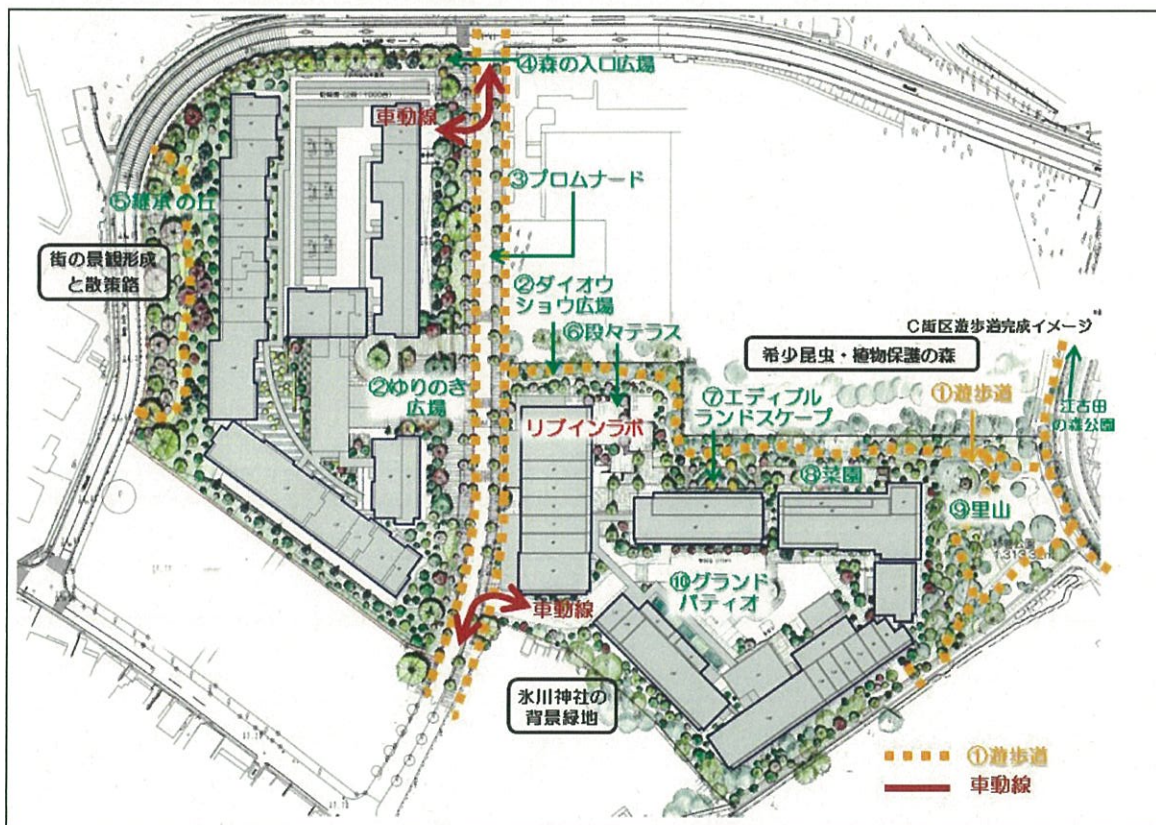 ④森の入口広場
車動線
③プロムナード
⑤継承の丘
街の景観形成
と散策路
②ダイオウ
ショウ広場
⑥段々テラス
C街区遊歩道完成イメージ
希少昆虫・植物保護の森
①遊歩道
江古田
の森公園
②ゆりのき
広場
リブインラボ
⑦エディブル
ランドスケープ
⑧菜園
⑨里山
⑩グランド
パティオ
車動線
氷川神社の
背景緑地
①遊歩道
車動線